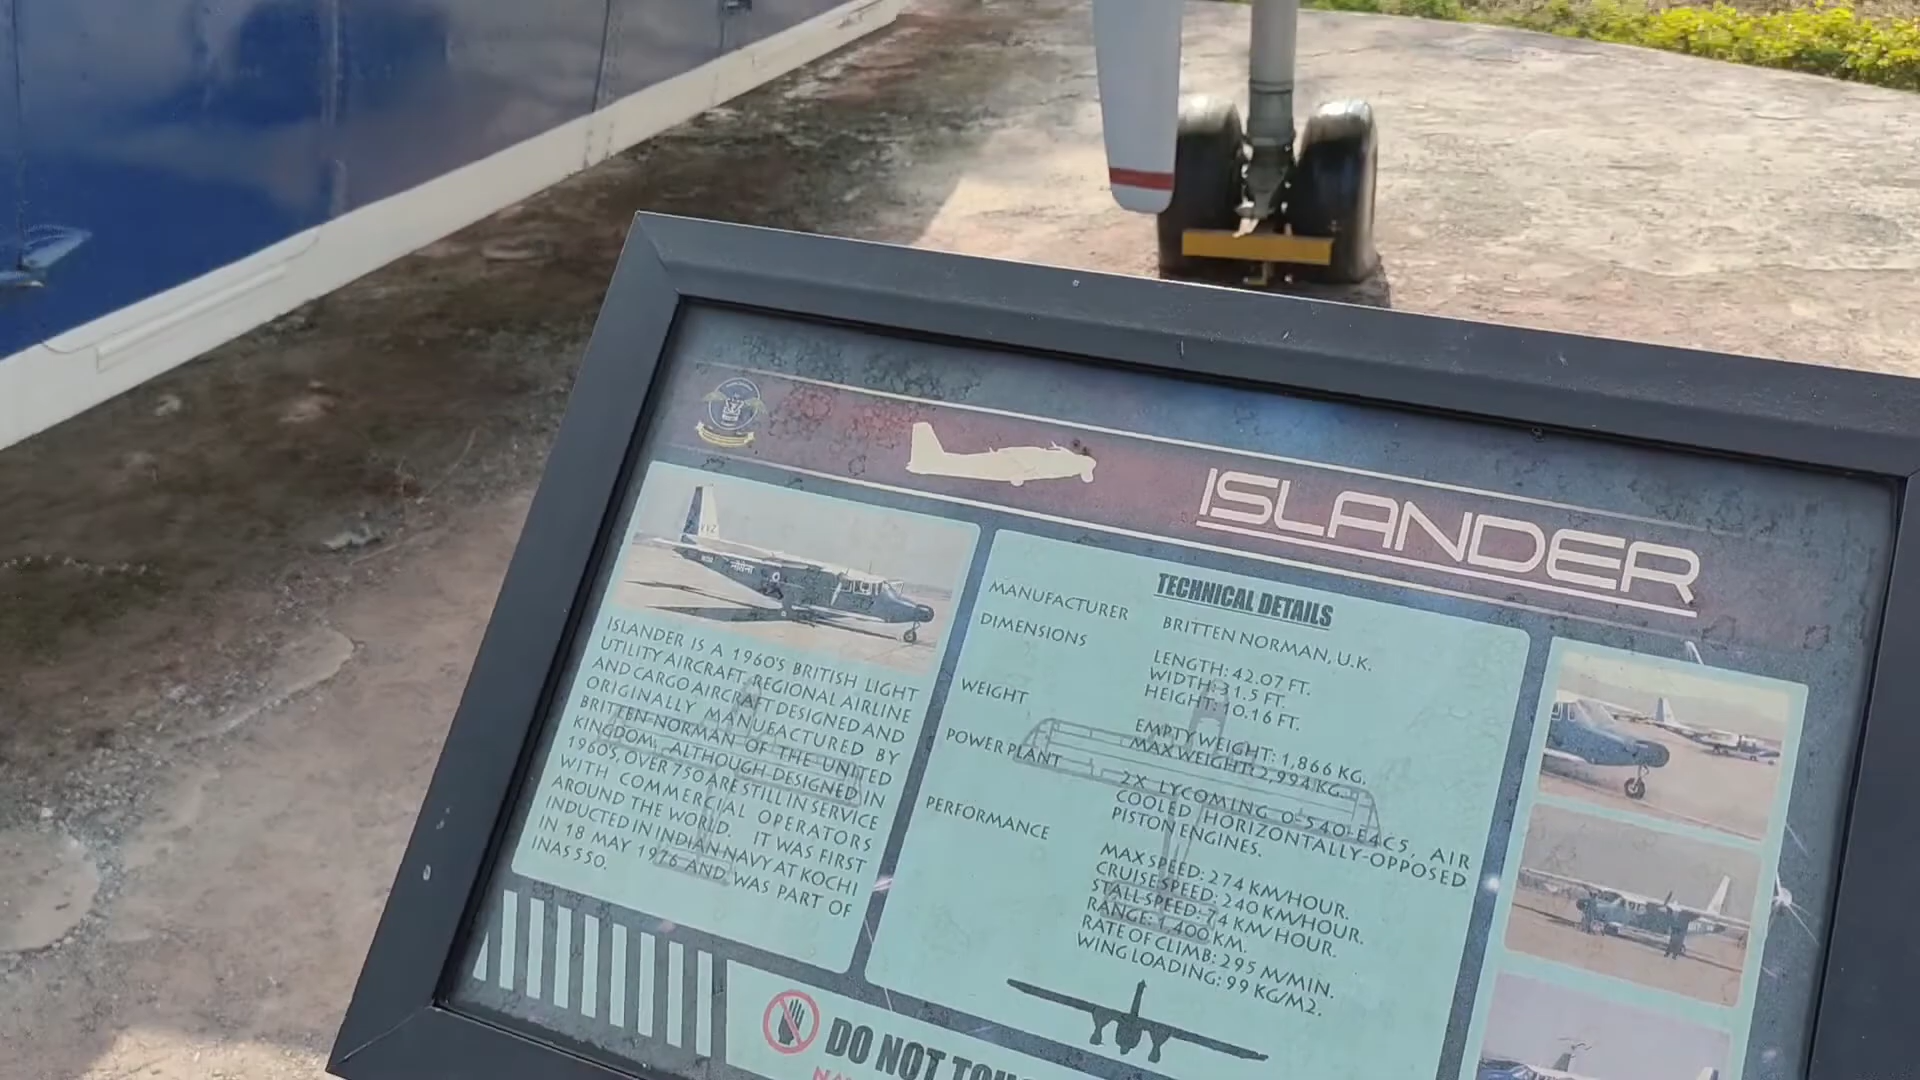 ISLANDER
ISLANDER IS A 1960'S BRITISH LIGHT
UTILITY AIRCRAFT, REGIONAL AIRLINE
AND CARGO AIRCRAFT DESIGNED AND
ORIGINALLY MANUFACTURED BY
BRITTEN-NORMAN OF THE UNITED
KINGDOM. ALTHOUGH DESIGNED IN
1960'S, OVER 750 ARE STILL IN SERVICE
WITH COMMERCIAL OPERATORS
AROUND THE WORLD. IT WAS FIRST
INDUCTED IN INDIAN NAVY AT KOCHI
IN 18 MAY 1976 AND WAS PART OF
INAS 550.
TECHNICAL DETAILS
MANUFACTURER BRITTEN NORMAN, U.K.
DIMENSIONS LENGTH: 42.07 FT.
WIDTH: 1.5 FT.
HEIGHT: 10.16 FT.
WEIGHT EMPTY WEIGHT: 1,866 KG.
MAX WEIGHT: 2,994 KG.
POWER PLANT 2X LYCOMING O-540-E4C5, AIR
COOLED HORIZONTALLY-OPPOSED
PISTON ENGINES.
PERFORMANCE MAX SPEED: 274 KM/HOUR.
CRUISE SPEED: 240 KM/HOUR.
STALL SPEED: 74 KM/HOUR.
RANGE: 1,400 KM.
RATE OF CLIMB: 295 M/MIN.
WING LOADING: 99 KG/M2.
नौसेना
DO NOT